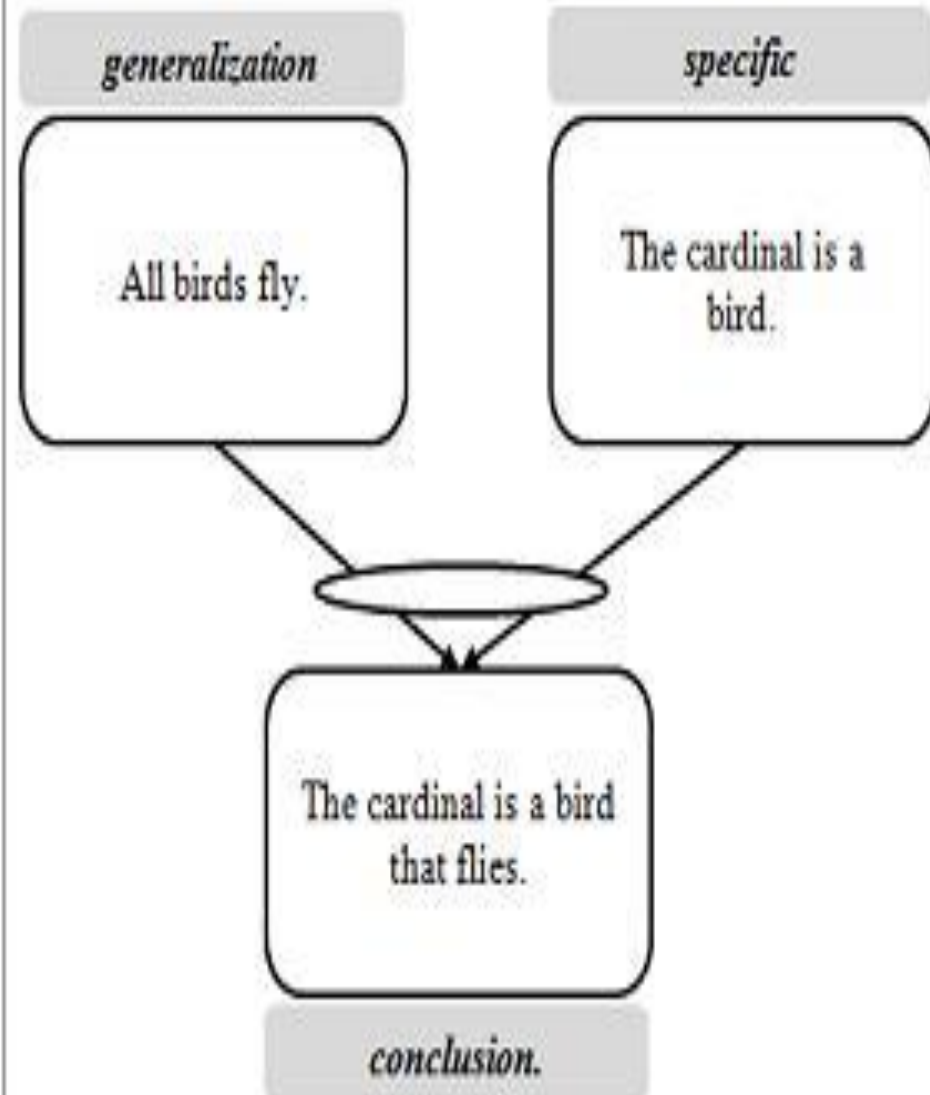 generalization
specific
All birds fly.
The cardinal is a
bird.
The cardinal is a bird
that flies.
conclusion.